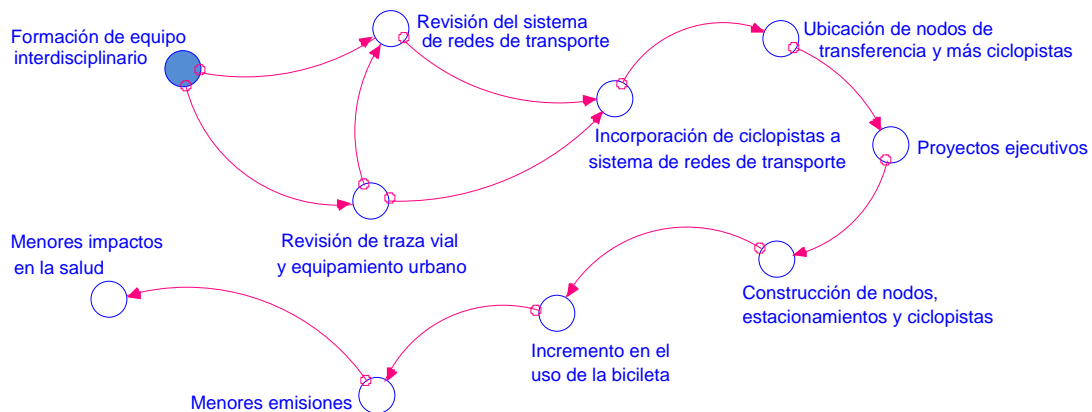 Formación de equipo
interdisciplinario
Revisión del sistema
de redes de transporte
Ubicación de nodos de
transferencia y más ciclopistas
Incorporación de ciclopistas a
sistema de redes de transporte
Proyectos ejecutivos
Revisión de traza vial
y equipamiento urbano
Menores impactos
en la salud
Construcción de nodos,
estacionamientos y ciclopistas
Incremento en el
uso de la bicileta
Menores emisiones